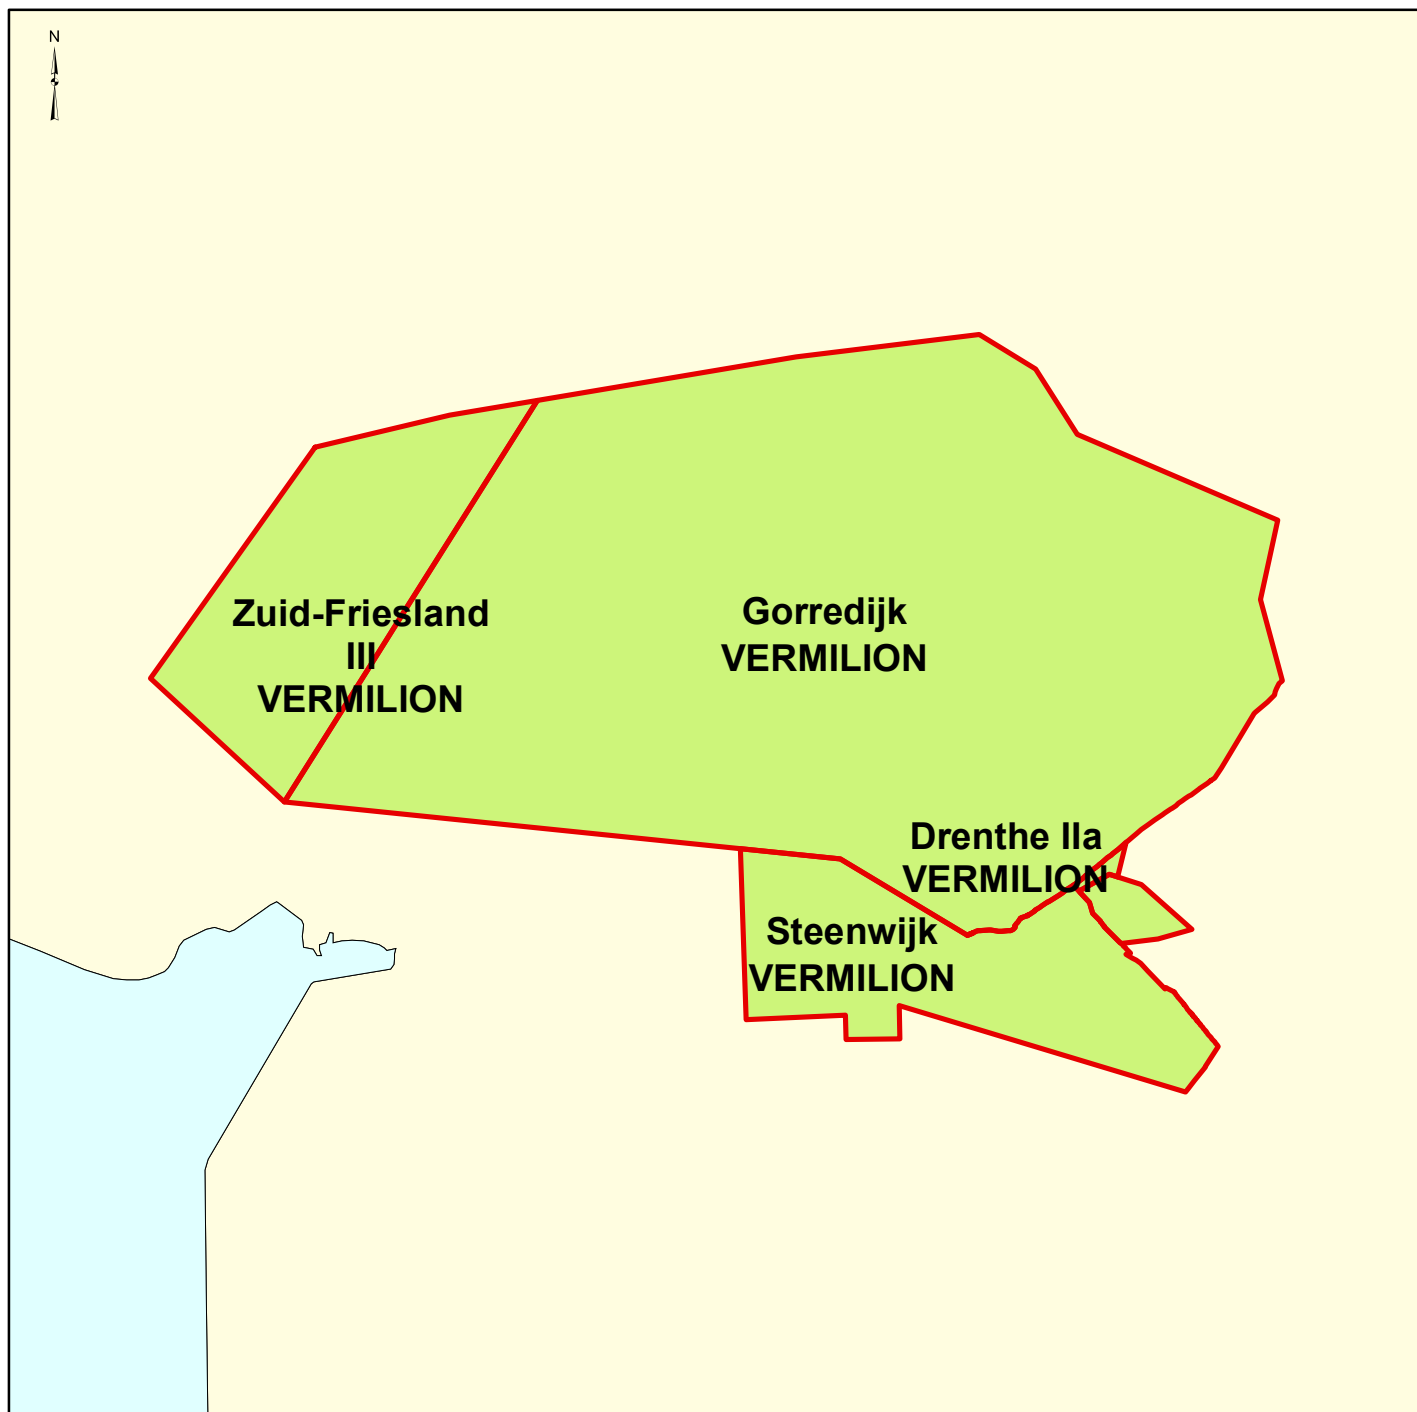 N
Zuid-Friesland
III
VERMILION
Gorredijk
VERMILION
Drenthe IIa
VERMILION
Steenwijk
VERMILION